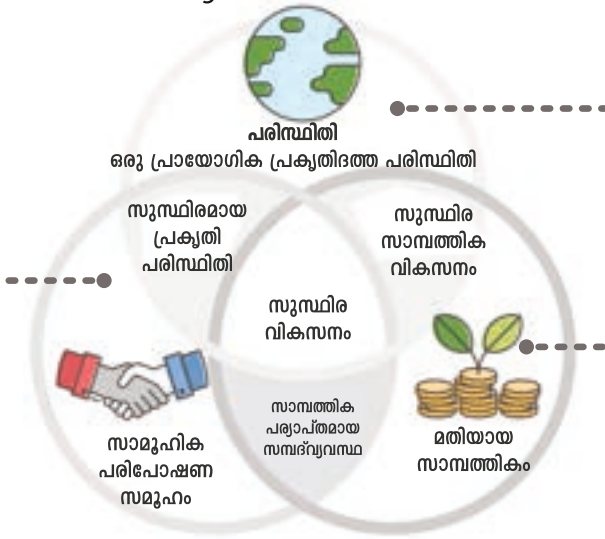 പരിസ്ഥിതി
ഒരു പ്രായോഗിക പ്രകൃതിദത്ത പരിസ്ഥിതി
സുസ്ഥിരമായ
പ്രകൃതി
പരിസ്ഥിതി
സുസ്ഥിര
സാമ്പത്തിക
വികസനം
സുസ്ഥിര
വികസനം
സാമൂഹിക
പരിപോഷണ
സമൂഹം
സാമ്പത്തിക
പര്യാപ്തമായ
സമ്പദ്‌വ്യവസ്ഥ
മതിയായ
സാമ്പത്തികം